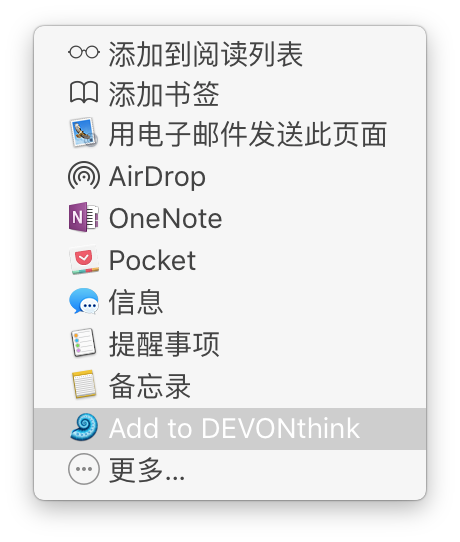 添加到阅读列表
添加书签
用电子邮件发送此页面
AirDrop
OneNote
Pocket
信息
提醒事项
备忘录
Add to DEVONthink
更多...